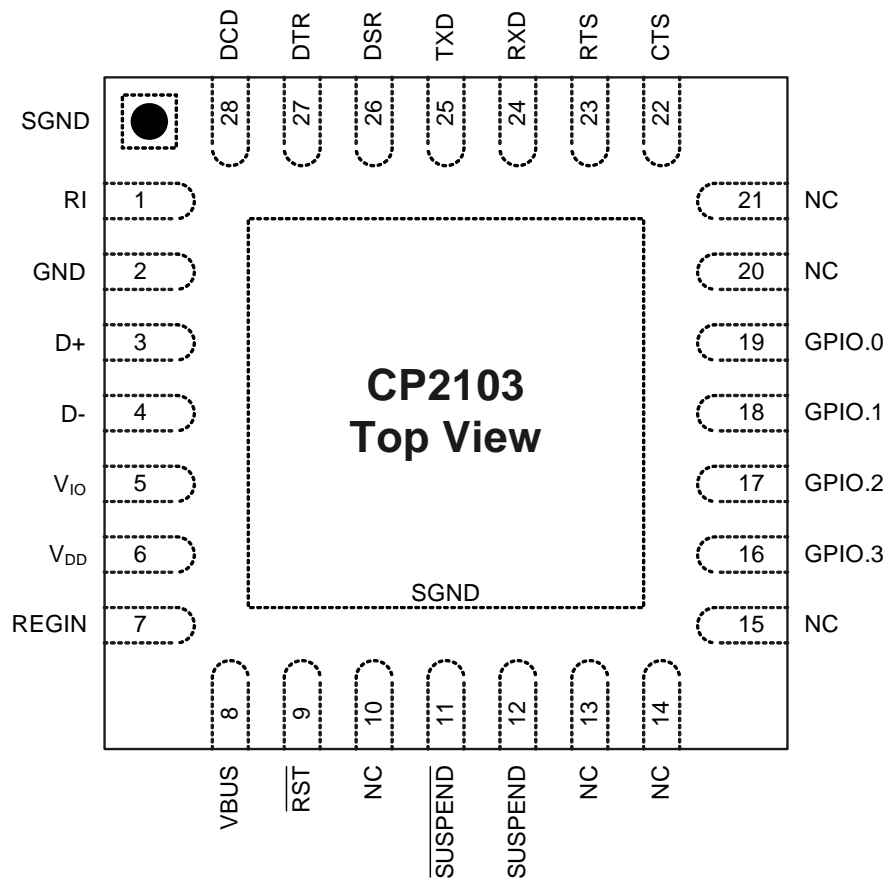 DCD DTR DSR TXD RXD RTS CTS
28 27 26 25 24 23 22
SGND
RI 1
GND 2
D+ 3
D- 4
VIO 5
VDD 6
REGIN 7
CP2103
Top View
SGND
21 NC
20 NC
19 GPIO.0
18 GPIO.1
17 GPIO.2
16 GPIO.3
15 NC
8 9 10 11 12 13 14
VBUS RST NC SUSPEND SUSPEND NC NC